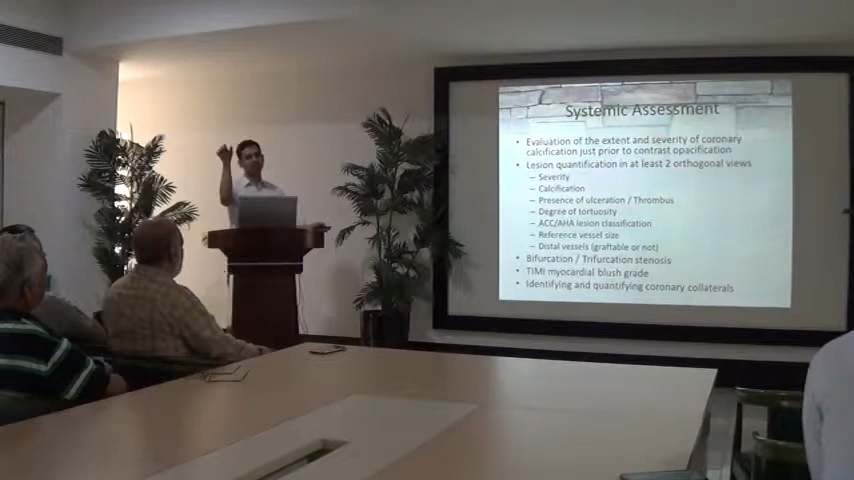 Systemic Assessment
• Evaluation of the extent and severity of coronary
calcification just prior to contrast opacification
• Lesion quantification in at least 2 orthogonal views
– Severity
– Calcification
– Presence of ulceration / Thrombus
– Degree of tortuosity
– ACC/AHA lesion classification
– Reference vessel size
– Distal vessels (graftable or not)
• Bifurcation / Trifurcation stenosis
• TIMI myocardial blush grade
• Identifying and quantifying coronary collaterals